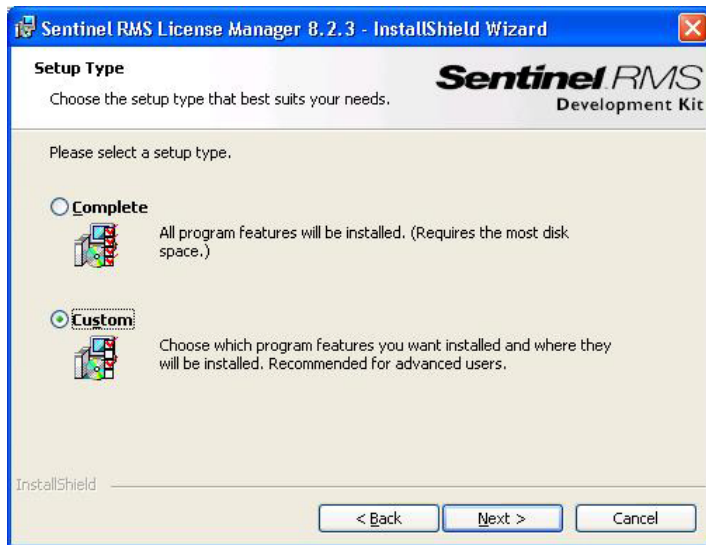 Sentinel RMS License Manager 8.2.3 - InstallShield Wizard
Setup Type
Choose the setup type that best suits your needs.
Sentinel RMS
Development Kit
Please select a setup type.
Complete
All program features will be installed. (Requires the most disk
space.)
Custom
Choose which program features you want installed and where they
will be installed. Recommended for advanced users.
InstallShield
< Back
Next >
Cancel